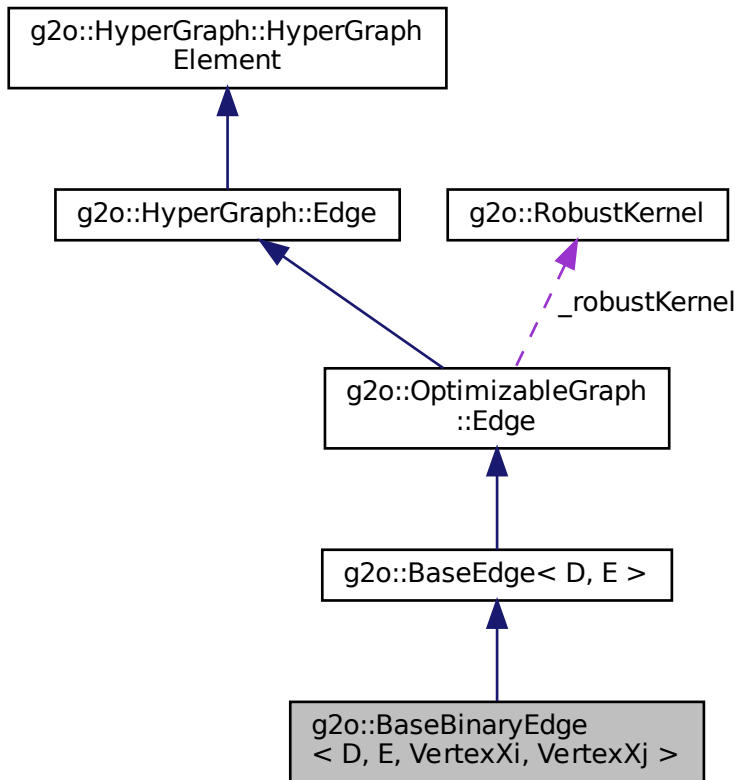 g2o::HyperGraph::HyperGraph
Element
g2o::HyperGraph::Edge
g2o::RobustKernel
_robustKernel
g2o::OptimizableGraph
::Edge
g2o::BaseEdge< D, E >
g2o::BaseBinaryEdge
< D, E, VertexXi, VertexXj >